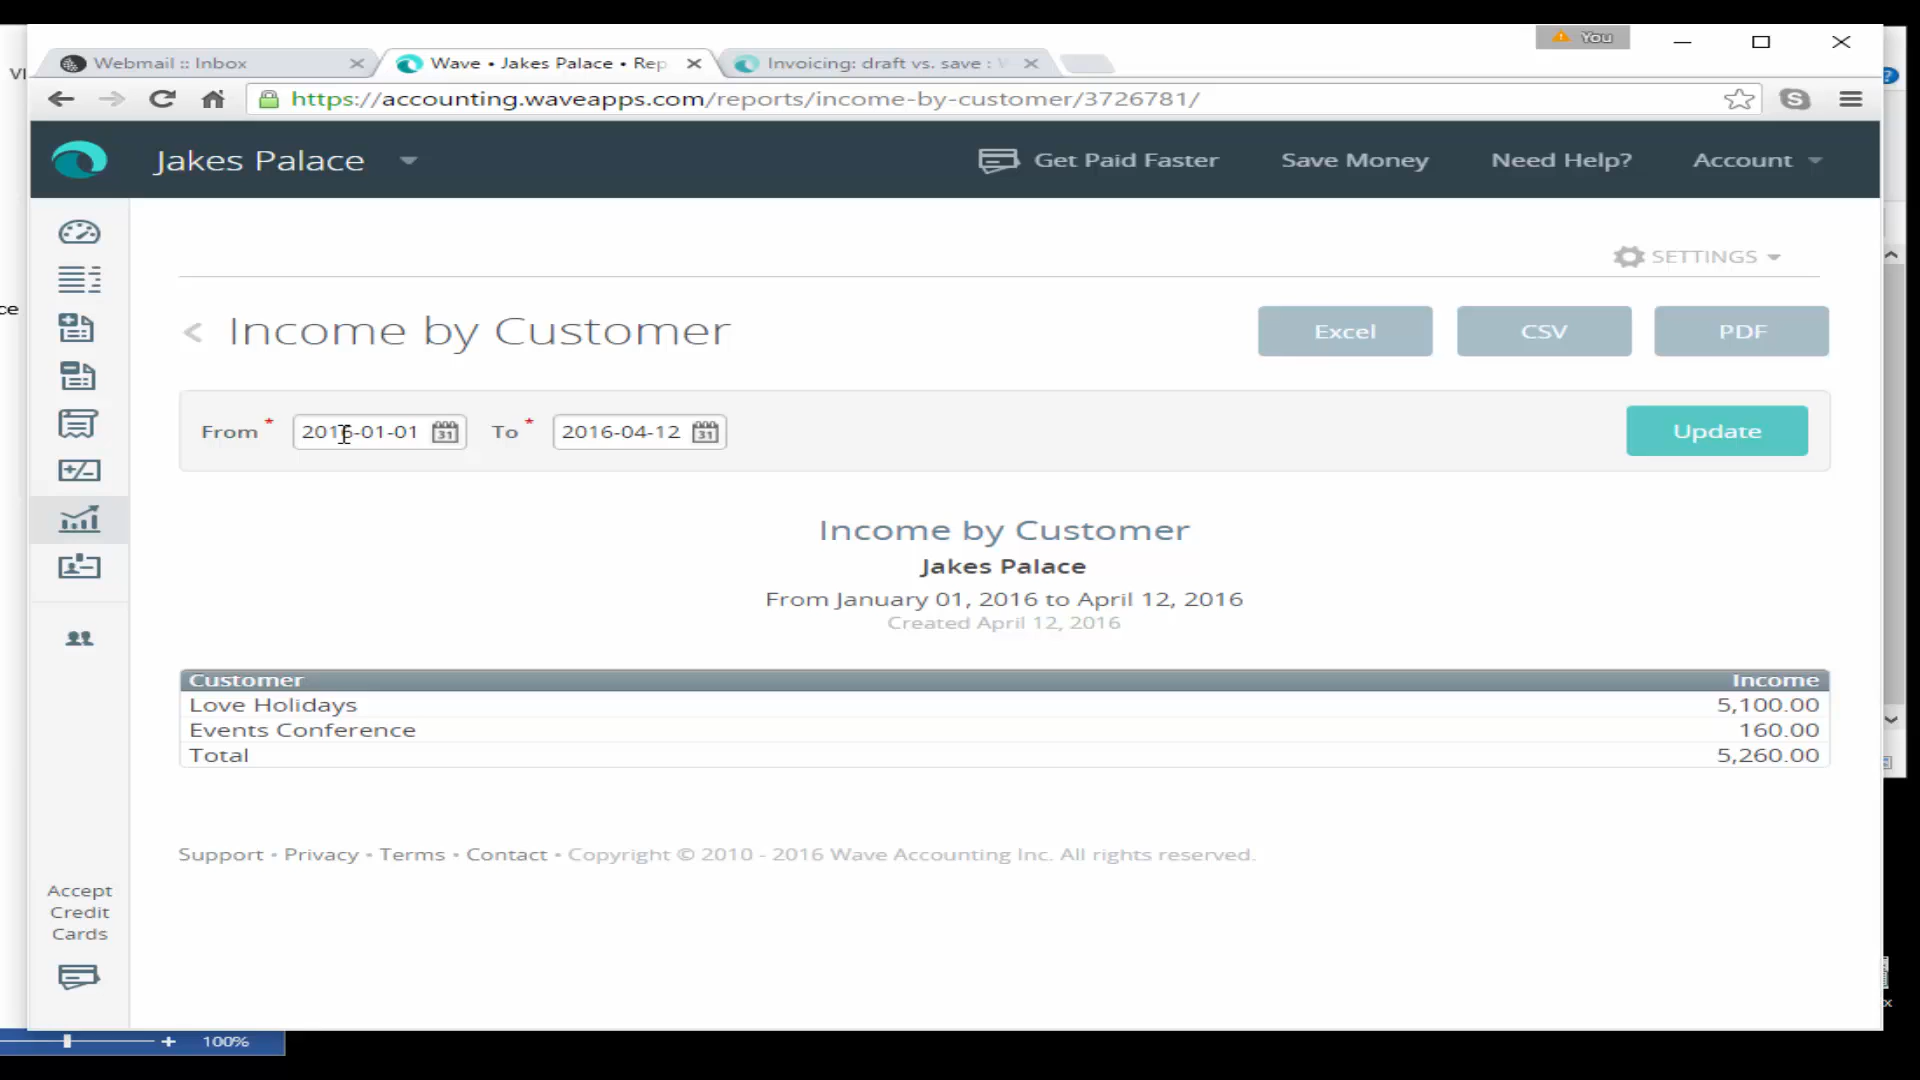 You
VI
Webmail :: Inbox
Wave • Jakes Palace • Rep
Invoicing: draft vs. save :
https://accounting.waveapps.com/reports/income-by-customer/3726781/
Jakes Palace
Get Paid Faster
Save Money
Need Help?
Account
SETTINGS
ce
< Income by Customer
Excel
CSV
PDF
From * 2016-01-01 31 To * 2016-04-12 31
Update
Income by Customer
Jakes Palace
From January 01, 2016 to April 12, 2016
Created April 12, 2016
Customer Income
Love Holidays 5,100.00
Events Conference 160.00
Total 5,260.00
Support • Privacy • Terms • Contact • Copyright © 2010 - 2016 Wave Accounting Inc. All rights reserved.
Accept
Credit
Cards
x
100%